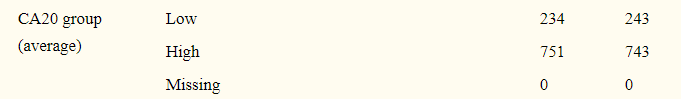 CA20 group Low 234 243
(average)
High 751 743
Missing 0 0